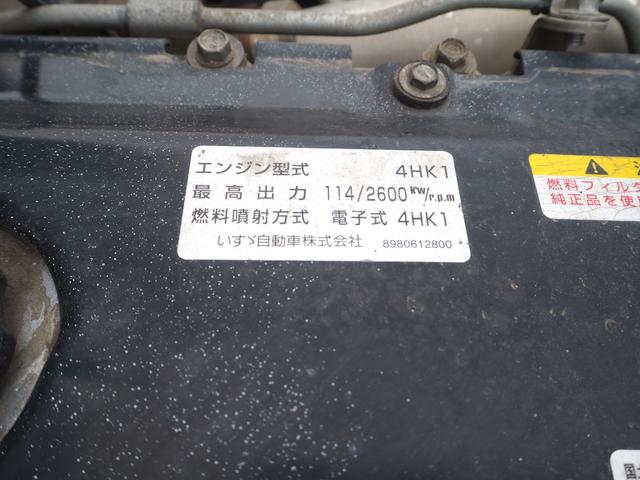 エンジン型式 4HK1
最高出力 114/2600 kw/r.p.m
燃料噴射方式 電子式 4HK1
いすゞ自動車株式会社 8980612800
燃料フィルタ
純正品を使